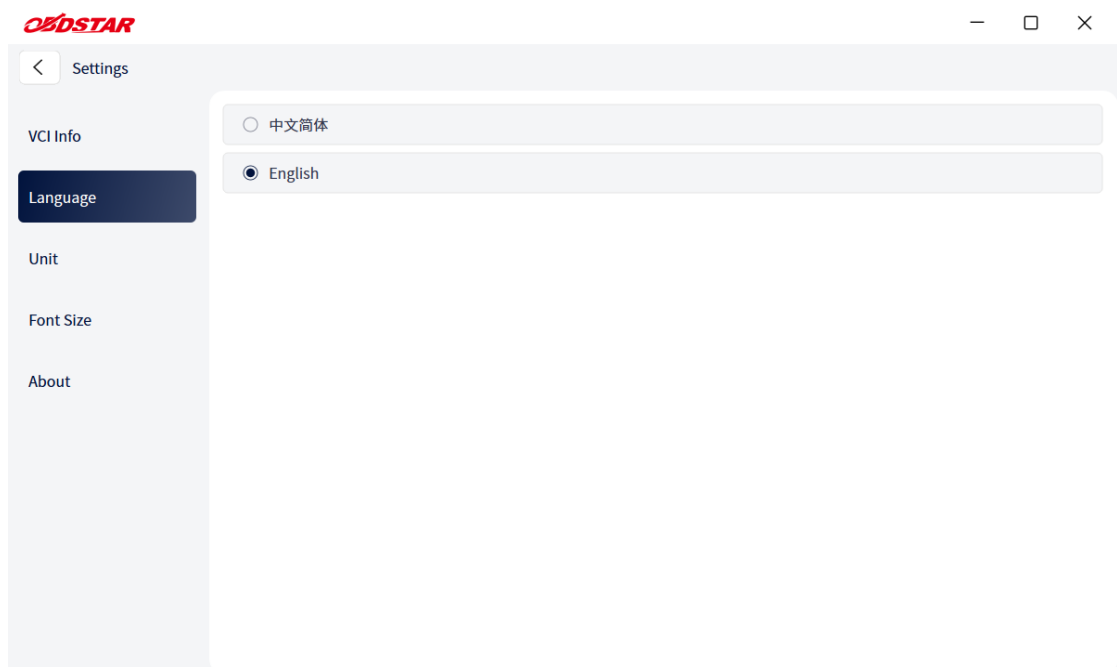 OBDSTAR
Settings
VCI Info
Language
Unit
Font Size
About
中文简体
English